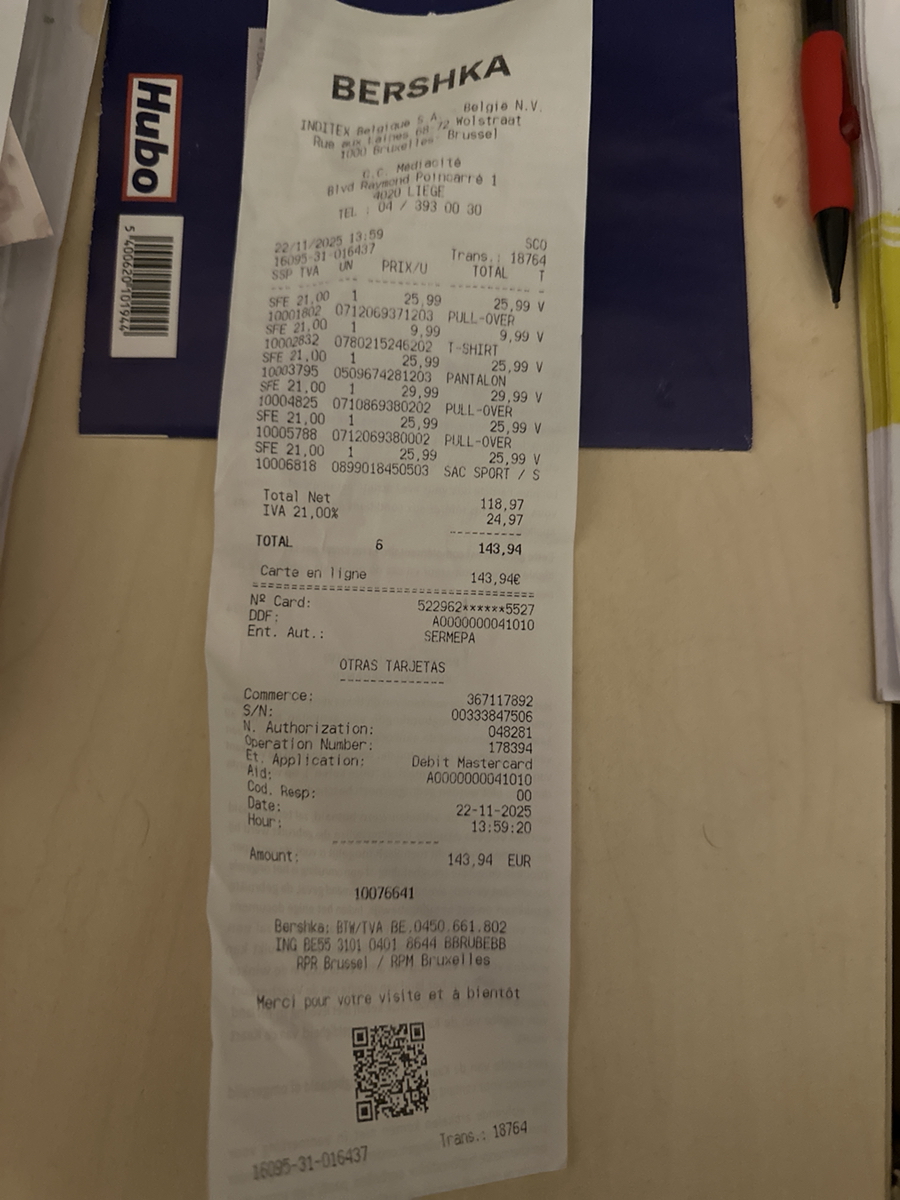 Hubo
5 400620 101944
BERSHKA
INDITEX Belgique S.A. België N.V.
Rue aux Laines 68-72 Wolstraat
1000 Bruxelles- Brussel
C.C. Mediacité
Blvd Raymond Poincarré 1
4020 LIEGE
TEL : 04 / 393 00 30
22/11/2025 13:59 SCO
16095-31-016437 Trans.: 18764
SSP TVA UN PRIX/U TOTAL T
SFE 21,00 1 25,99 25,99 V
10001802 0712069371203 PULL-OVER
SFE 21,00 1 9,99 9,99 V
10002832 0780215246202 T-SHIRT
SFE 21,00 1 25,99 25,99 V
10003795 0509674281203 PANTALON
SFE 21,00 1 29,99 29,99 V
10004825 0710869380202 PULL-OVER
SFE 21,00 1 25,99 25,99 V
10005788 0712069380002 PULL-OVER
SFE 21,00 1 25,99 25,99 V
10006818 0899018450503 SAC SPORT / S
Total Net 118,97
IVA 21,00% 24,97
TOTAL 6 143,94
Carte en ligne 143,94€
Nº Card: 522962******5527
DDF: A0000000041010
Ent. Aut.: SERMEPA
OTRAS TARJETAS
Commerce: 367117892
S/N: 00333847506
N. Authorization: 048281
Operation Number: 178394
Et. Application: Debit Mastercard
Aid: A0000000041010
Cod. Resp: 00
Date: 22-11-2025
Hour: 13:59:20
Amount: 143,94 EUR
10076641
Bershka: BTW/TVA BE.0450.661.802
ING BE55 3101 0401 8644 BBRUBEBB
RPR Brussel / RPM Bruxelles
Merci pour votre visite et à bientôt
16095-31-016437 Trans.: 18764